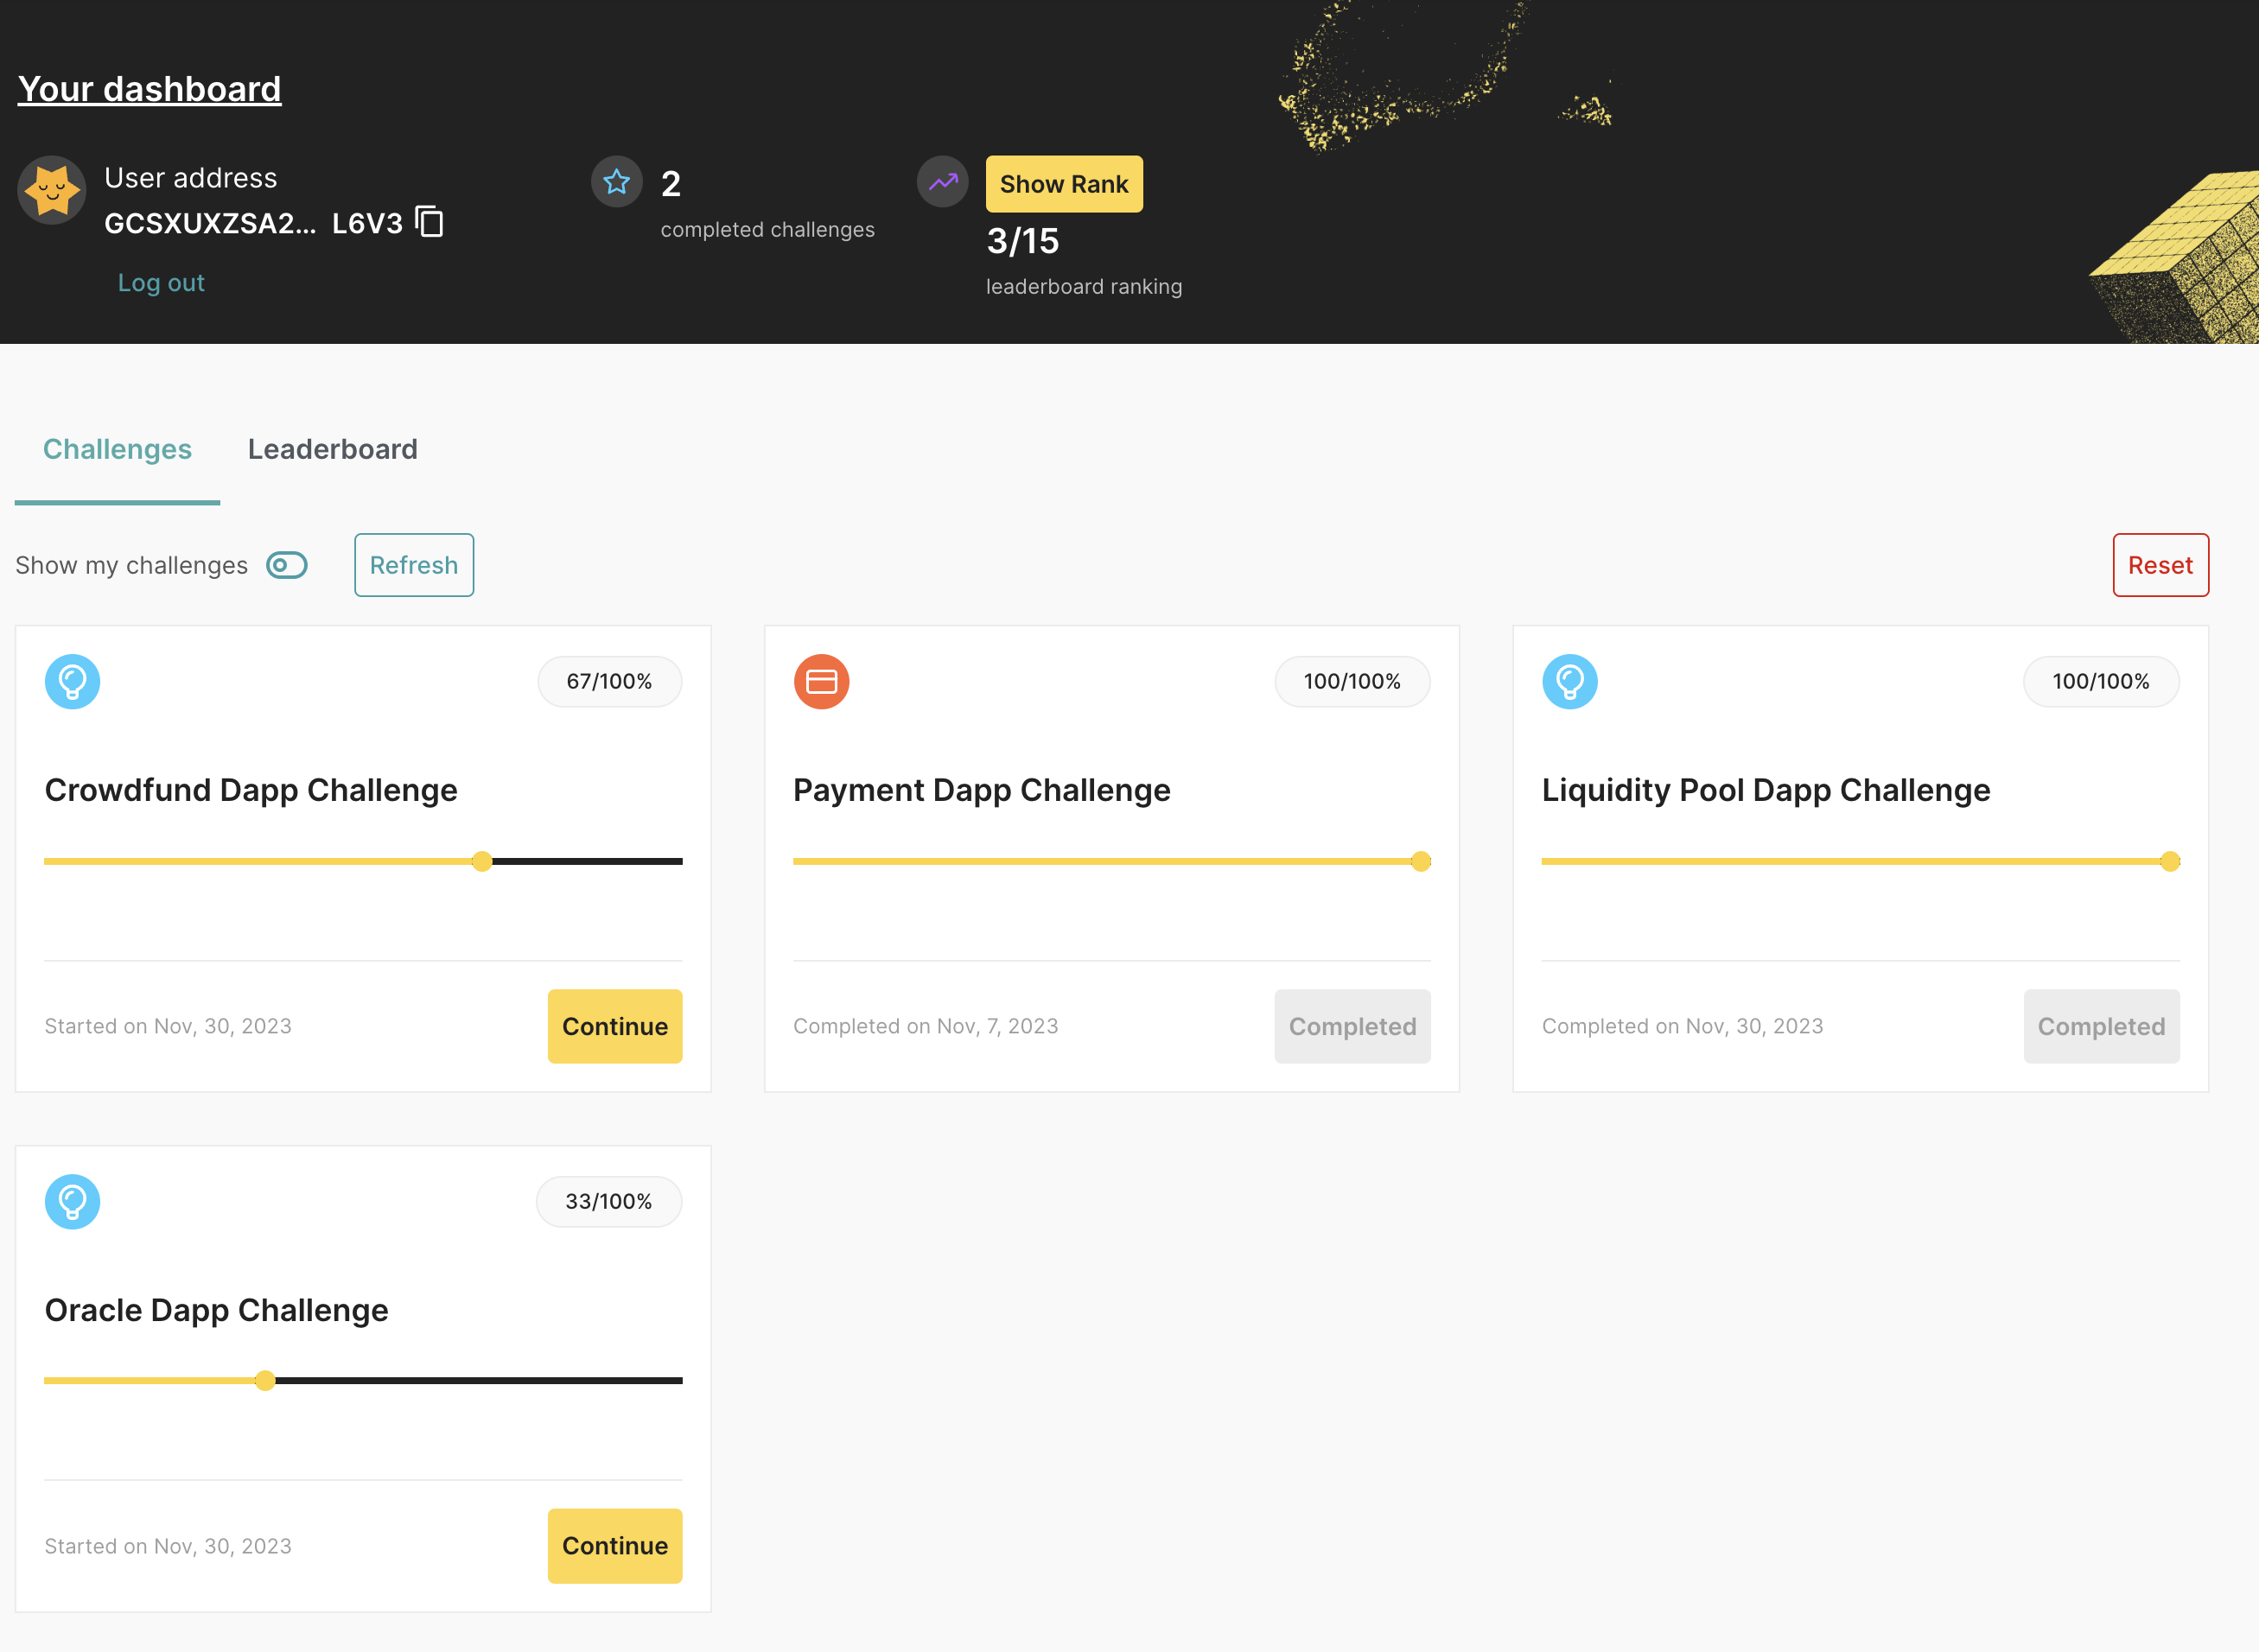 Your dashboard
User address
GCSXUXZSA2... L6V3
Log out
2
completed challenges
Show Rank
3/15
leaderboard ranking
Challenges
Leaderboard
Show my challenges
Refresh
Reset
67/100%
Crowdfund Dapp Challenge
Started on Nov, 30, 2023
Continue
100/100%
Payment Dapp Challenge
Completed on Nov, 7, 2023
Completed
100/100%
Liquidity Pool Dapp Challenge
Completed on Nov, 30, 2023
Completed
33/100%
Oracle Dapp Challenge
Started on Nov, 30, 2023
Continue